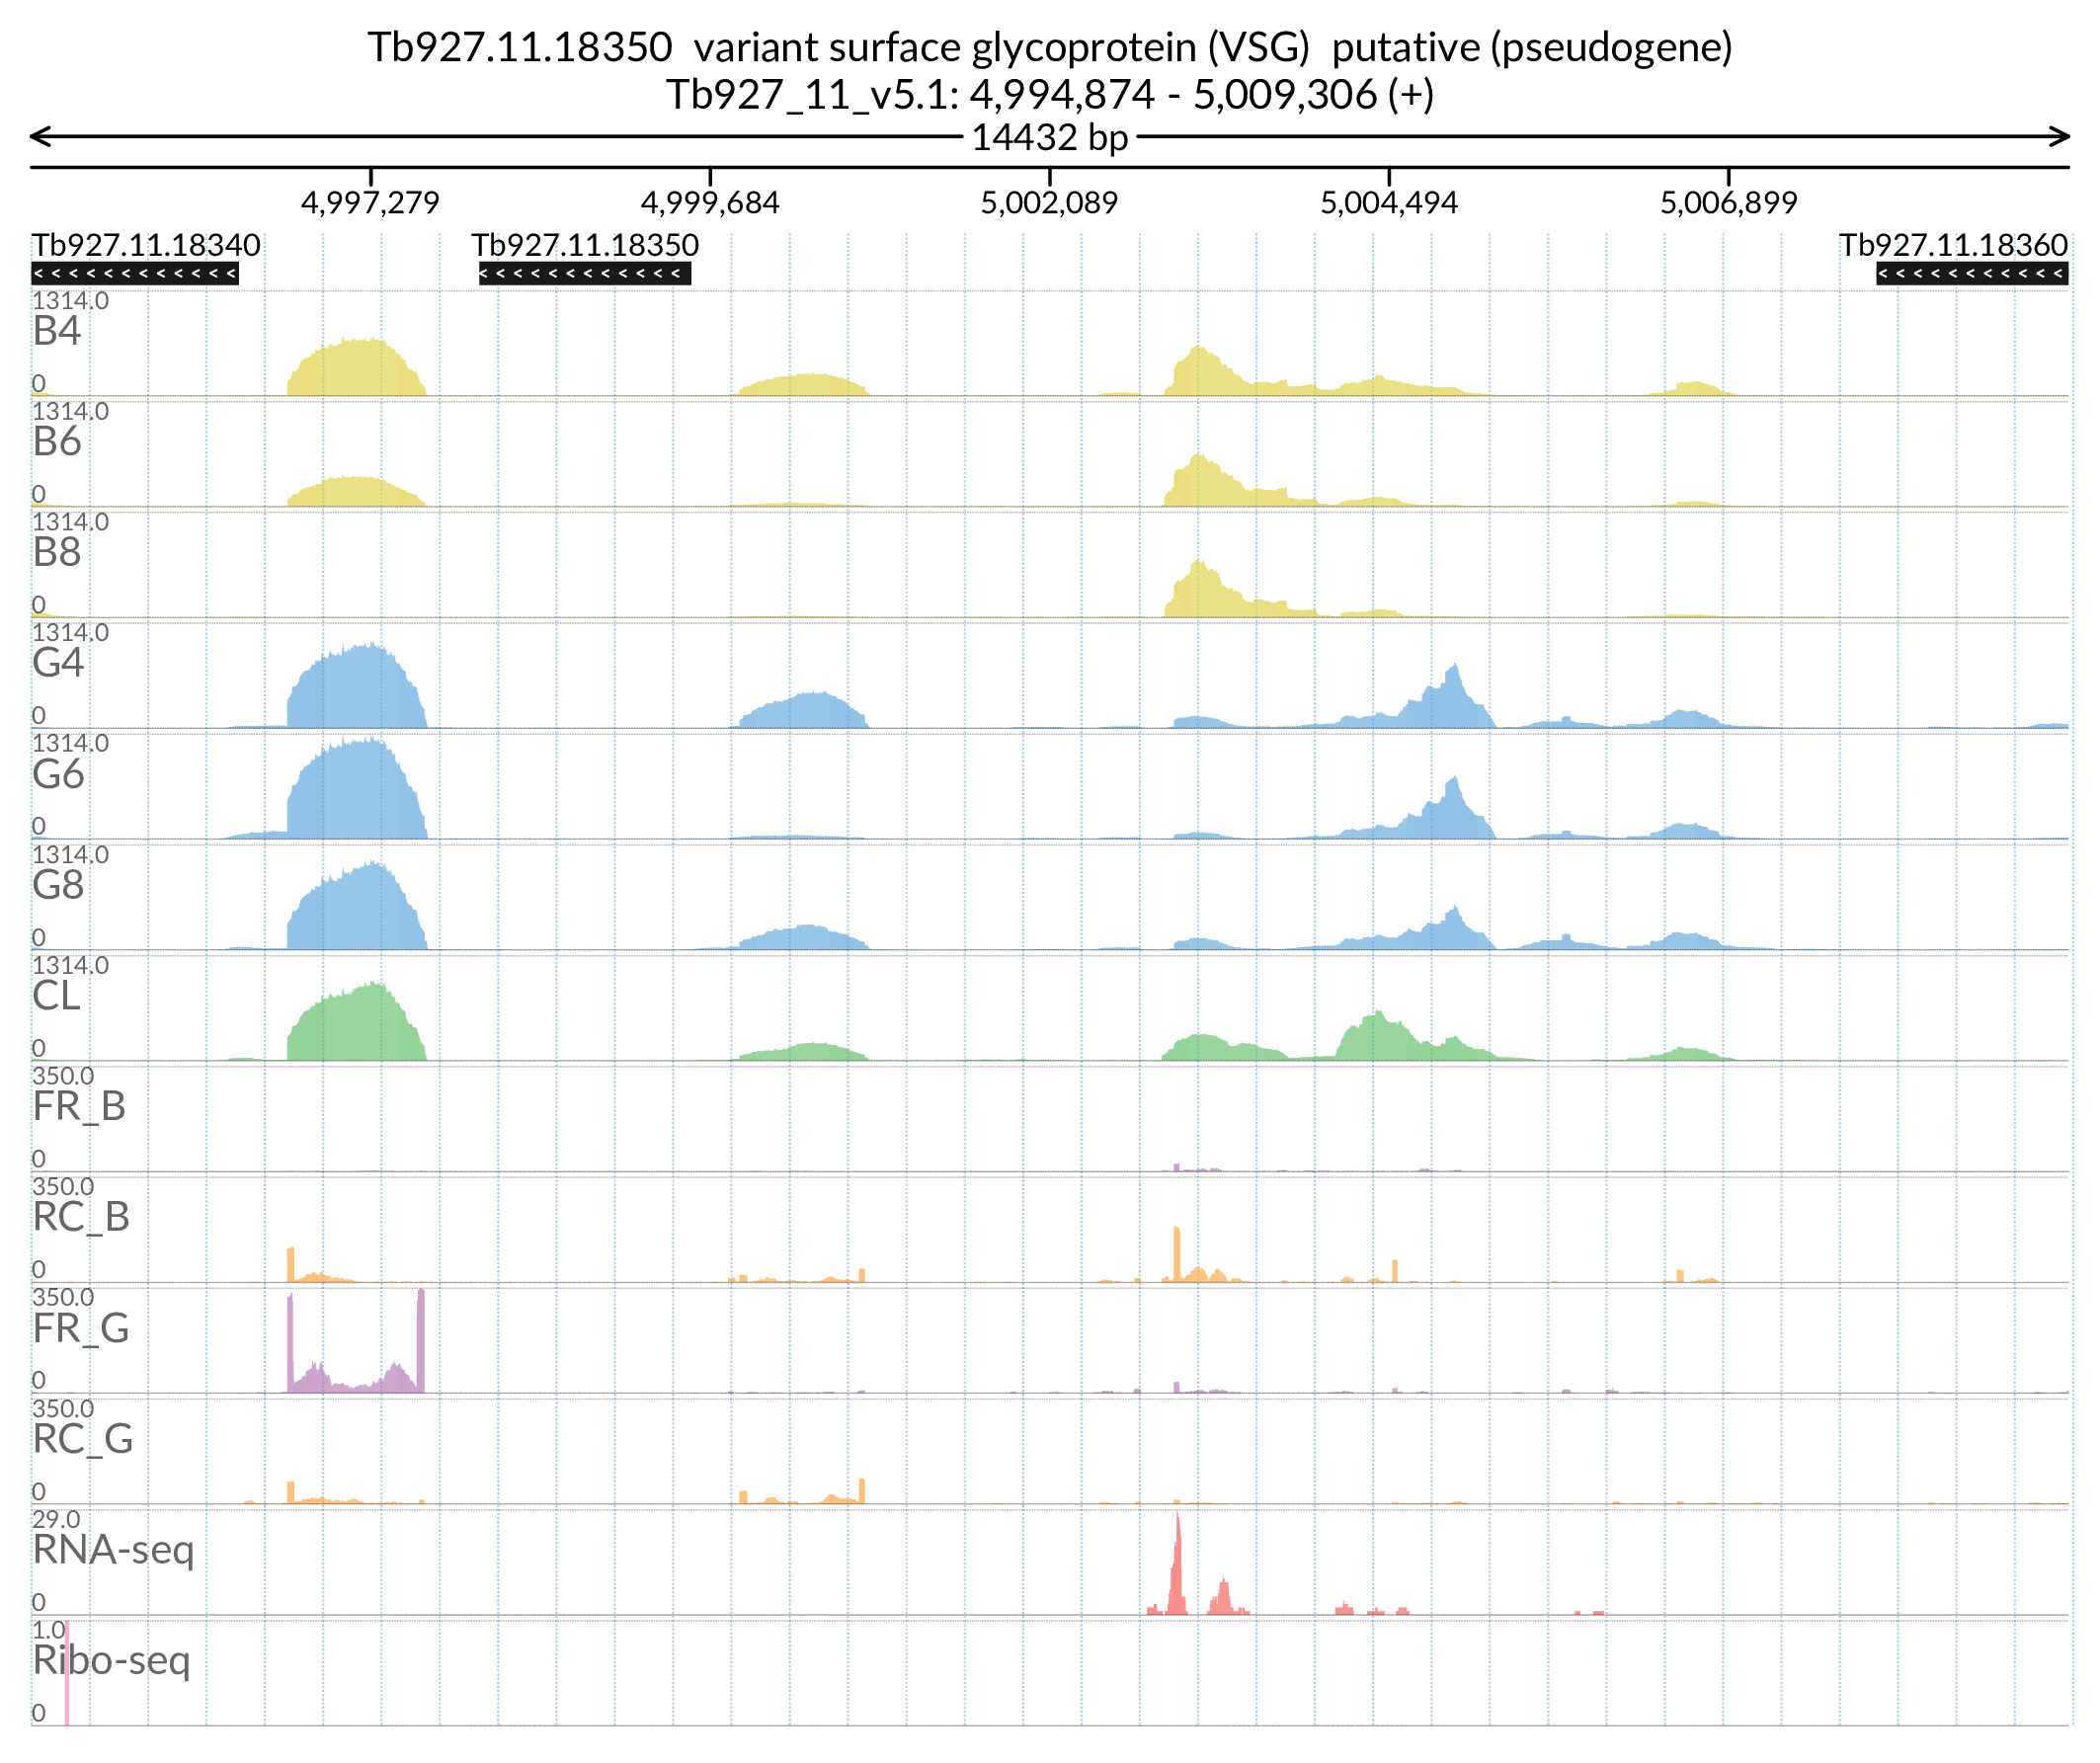 Tb927.11.18350 variant surface glycoprotein (VSG) putative (pseudogene)
Tb927_11_v5.1: 4,994,874 - 5,009,306 (+)
14432 bp
4,997,279 4,999,684 5,002,089 5,004,494 5,006,899
Tb927.11.18340 Tb927.11.18350 Tb927.11.18360
1314.0
B4
0
1314.0
B6
0
1314.0
B8
0
1314.0
G4
0
1314.0
G6
0
1314.0
G8
0
1314.0
CL
0
350.0
FR_B
0
350.0
RC_B
0
350.0
FR_G
0
350.0
RC_G
0
29.0
RNA-seq
0
1.0
Ribo-seq
0